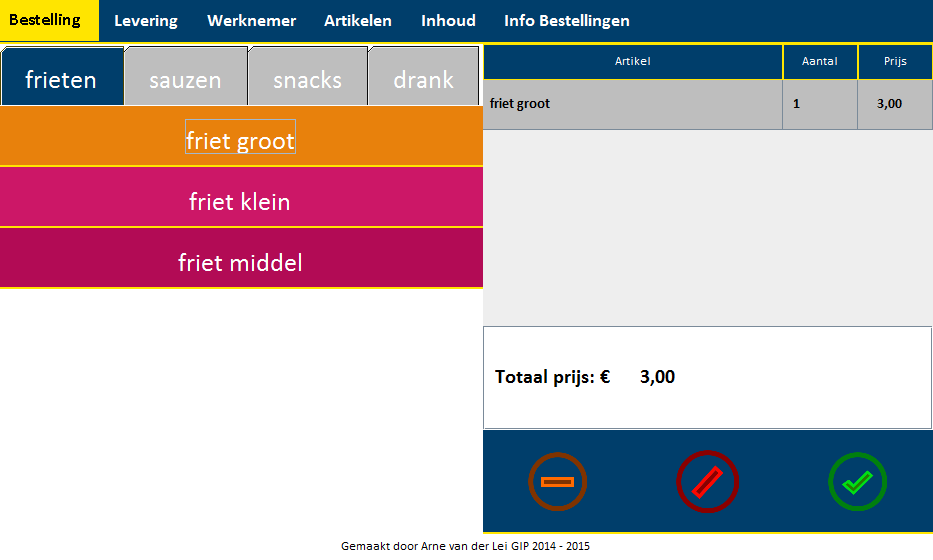 Bestelling Levering Werknemer Artikelen Inhoud Info Bestellingen
frieten sauzen snacks drank
friet groot
friet klein
friet middel
Artikel Aantal Prijs
friet groot 1 3,00
Totaal prijs: € 3,00
Gemaakt door Arne van der Lei GIP 2014 - 2015